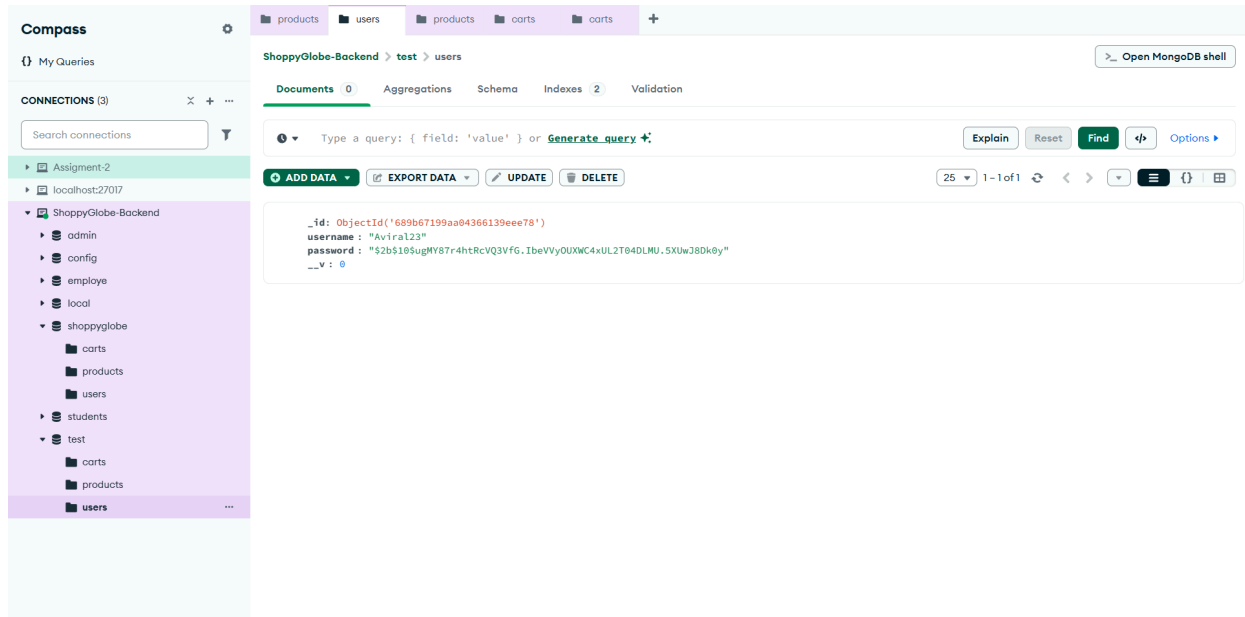 Compass
{} My Queries
CONNECTIONS (3)
Search connections
Assigment-2
localhost:27017
ShoppyGlobe-Backend
admin
config
employe
local
shoppyglobe
carts
products
users
students
test
carts
products
users
products
users
products
carts
carts
ShoppyGlobe-Backend > test > users
>_ Open MongoDB shell
Documents 0 Aggregations Schema Indexes 2 Validation
Type a query: { field: 'value' } or Generate query
Explain Reset Find </> Options
ADD DATA EXPORT DATA UPDATE DELETE
25 1 – 1 of 1 {}
_id: ObjectId('689b67199aa04366139eee78')
username : "Aviral23"
password : "$2b$10$ugMY87r4htRcVQ3VfG.IbeVVyOUXWC4xUL2T04DLMU.5XUwJ8Dk0y"
__v : 0